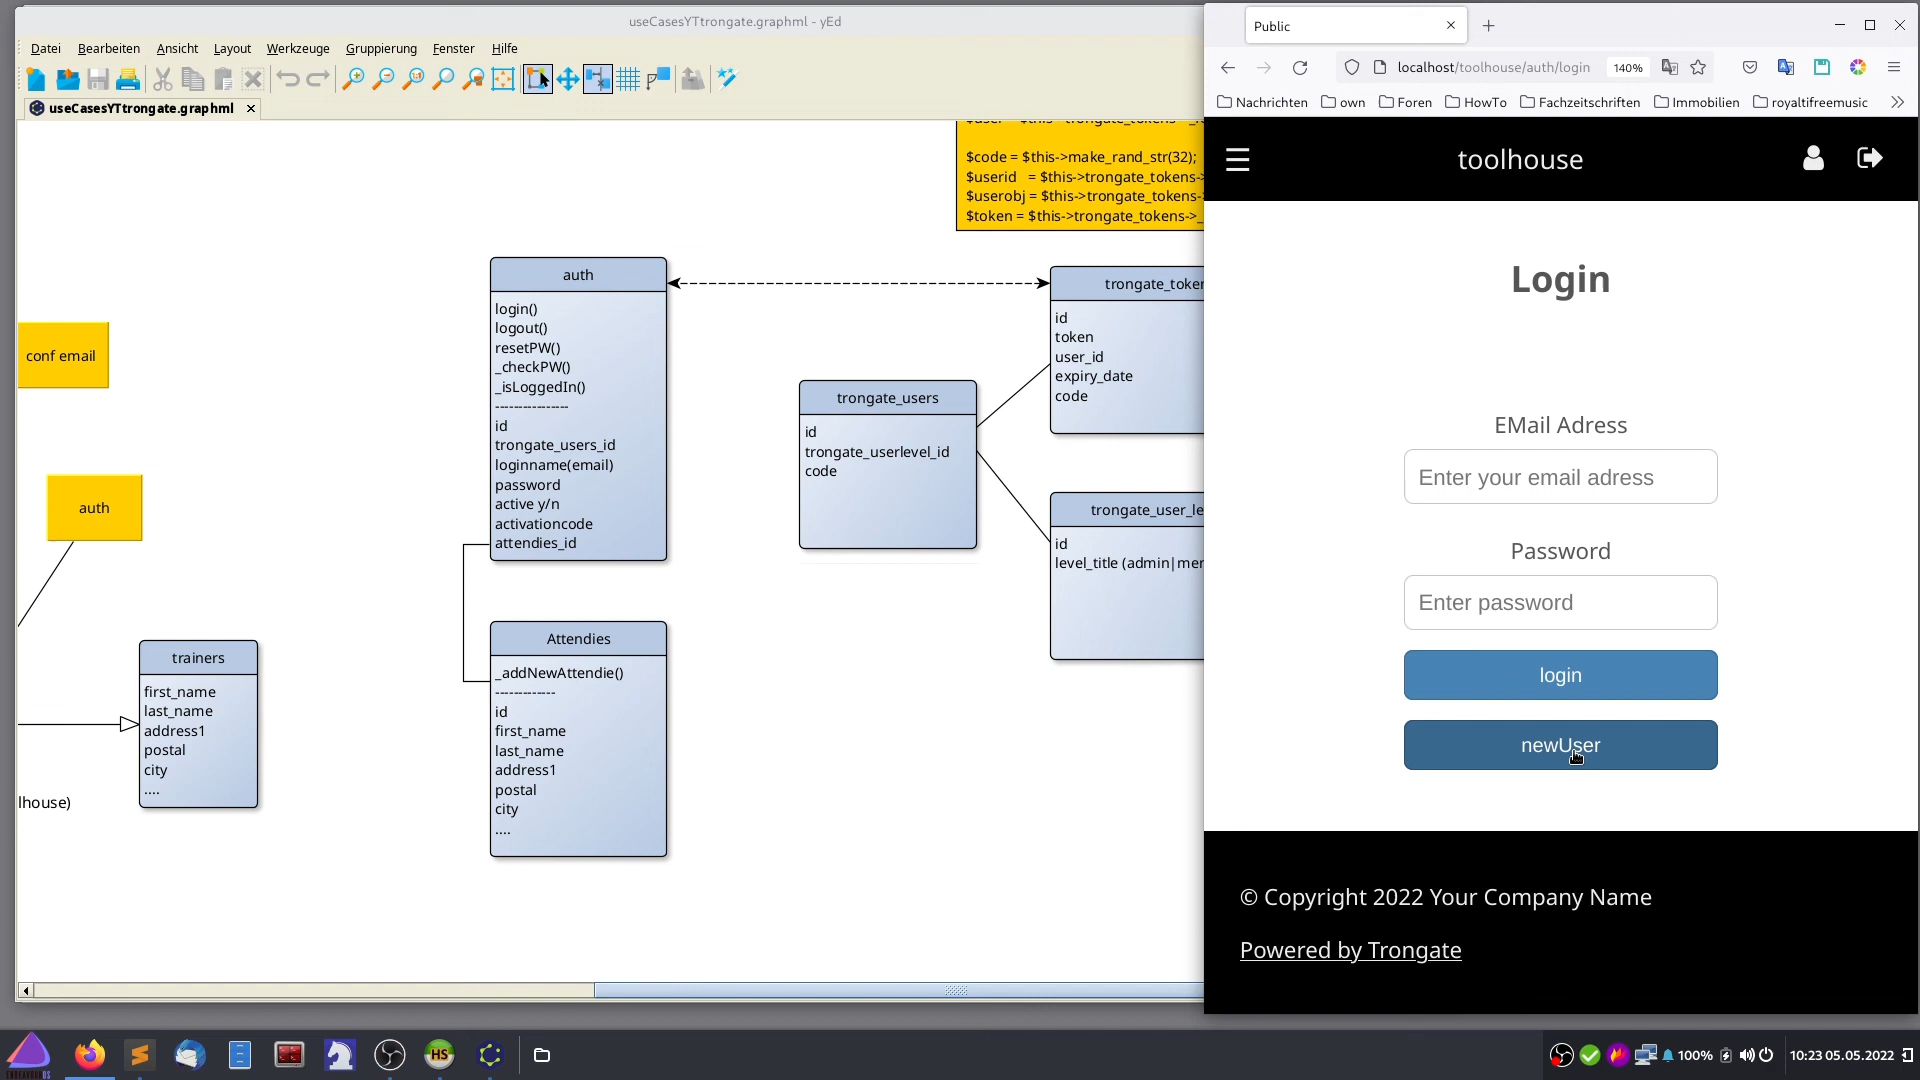 useCasesYTtrongate.graphml - yEd
Datei Bearbeiten Ansicht Layout Werkzeuge Gruppierung Fenster Hilfe
useCasesYTtrongate.graphml
$code = $this->make_rand_str(32);
$userid = $this->trongate_tokens->
$userobj = $this->trongate_tokens->
$token = $this->trongate_tokens->_
auth
login()
logout()
resetPW()
_checkPW()
_isLoggedIn()
----------------
id
trongate_users_id
loginname(email)
password
active y/n
activationcode
attendies_id
conf email
auth
trainers
first_name
last_name
address1
postal
city
....
lhouse)
Attendies
_addNewAttendie()
-------------
id
first_name
last_name
address1
postal
city
....
trongate_users
id
trongate_userlevel_id
code
trongate_token
id
token
user_id
expiry_date
code
trongate_user_le
id
level_title (admin|mem
Public
localhost/toolhouse/auth/login 140%
Nachrichten own Foren HowTo Fachzeitschriften Immobilien royaltifreemusic
toolhouse
Login
EMail Adress
Enter your email adress
Password
Enter password
login
newUser
© Copyright 2022 Your Company Name
Powered by Trongate
HS
100% 10:23 05.05.2022